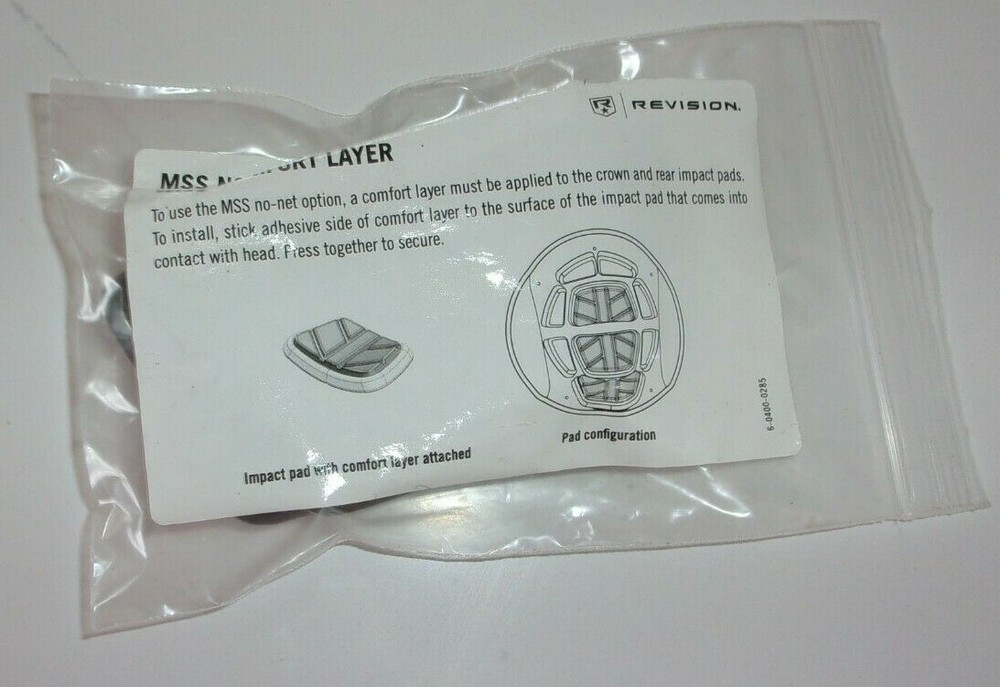 REVISION.
MSS LAYER
To use the MSS no-net option, a comfort layer must be applied to the crown and rear impact pads.
To install, stick adhesive side of comfort layer to the surface of the impact pad that comes into
contact with head. Press together to secure.
Impact pad with comfort layer attached
Pad configuration
6-0400-0285